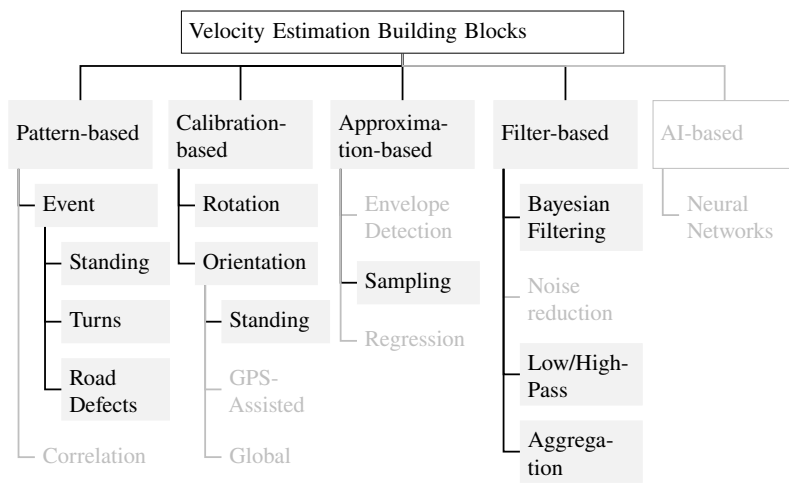 Velocity Estimation Building Blocks
Pattern-based
Event
Standing
Turns
Road
Defects
Correlation
Calibration-
based
Rotation
Orientation
Standing
GPS-
Assisted
Global
Approxima-
tion-based
Envelope
Detection
Sampling
Regression
Filter-based
Bayesian
Filtering
Noise
reduction
Low/High-
Pass
Aggrega-
tion
AI-based
Neural
Networks